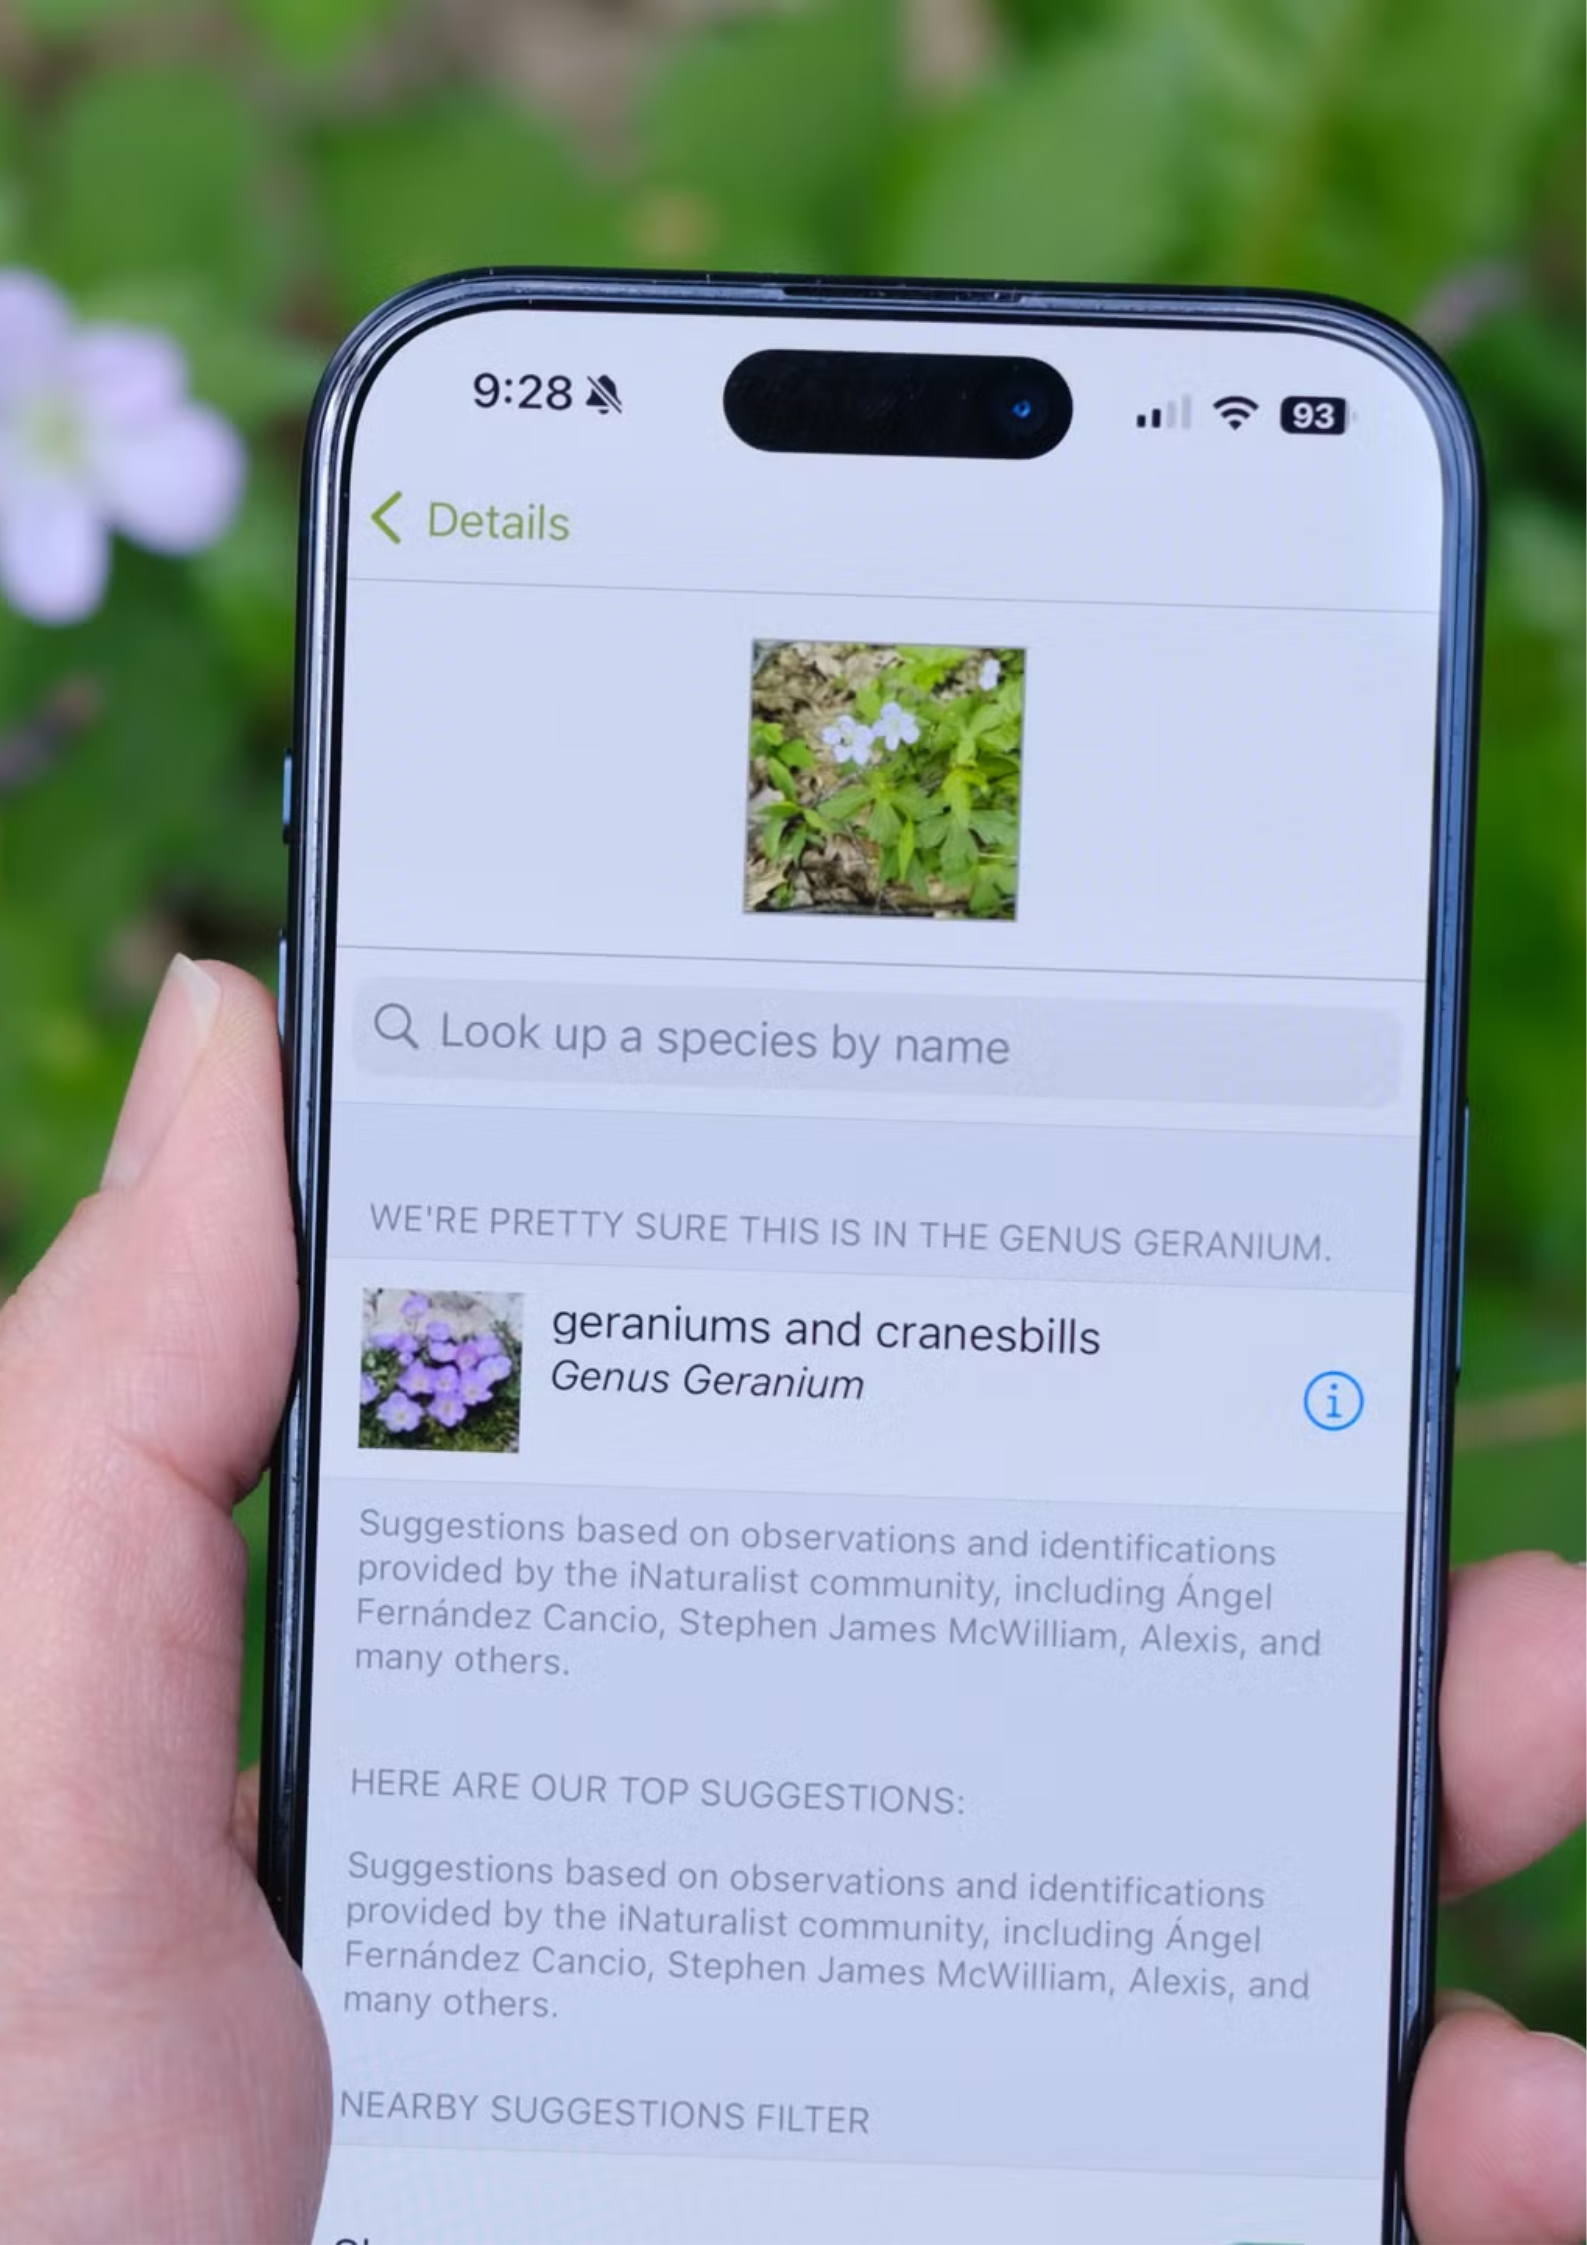 9:28
93
Details
Look up a species by name
WE'RE PRETTY SURE THIS IS IN THE GENUS GERANIUM.
geraniums and cranesbills
Genus Geranium
Suggestions based on observations and identifications
provided by the iNaturalist community, including Ángel
Fernández Cancio, Stephen James McWilliam, Alexis, and
many others.
HERE ARE OUR TOP SUGGESTIONS:
Suggestions based on observations and identifications
provided by the iNaturalist community, including Ángel
Fernández Cancio, Stephen James McWilliam, Alexis, and
many others.
NEARBY SUGGESTIONS FILTER